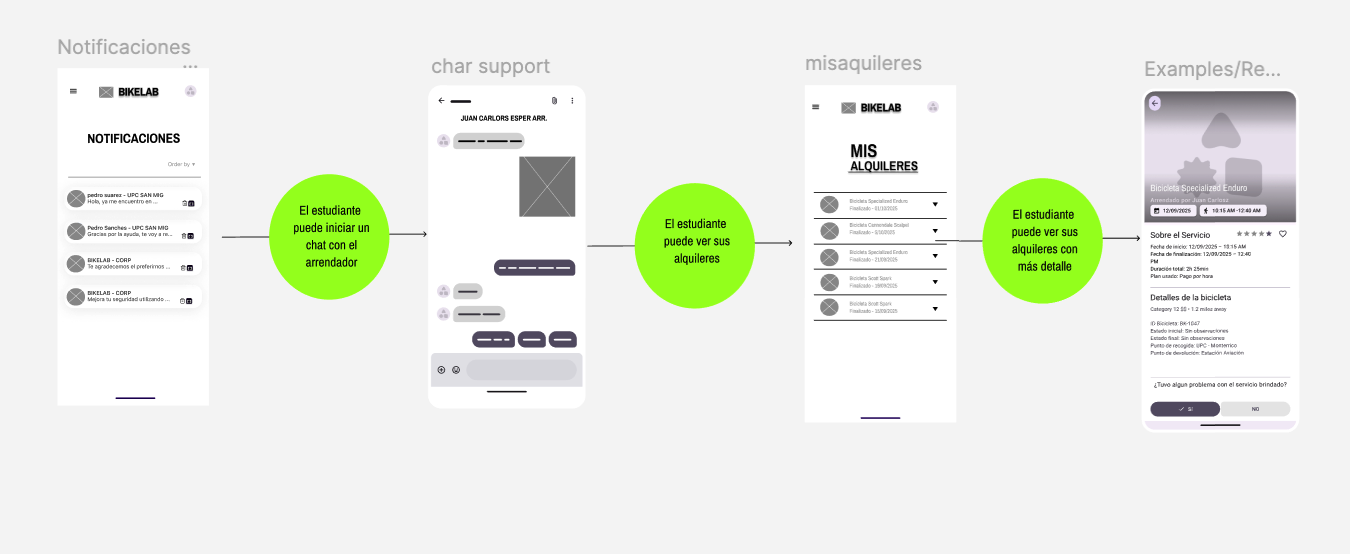 Notificaciones
...
BIKELAB
NOTIFICACIONES
Order by
pedro suarez - UPC SAN MIG
Hola, ya me encuentro en ...
Pedro Sanches - UPC SAN MIG
Gracias por la ayuda, te voy a re...
BIKELAB - CORP
Te agradecemos el preferirnos ...
BIKELAB - CORP
Mejora tu seguridad utilizando....
El estudiante
puede iniciar un
chat con el
arrendador
char support
JUAN CARLORS ESPER ARR.
El estudiante
puede ver sus
alquileres
misaquileres
BIKELAB
MIS
ALQUILERES
Bicicleta Specialized Enduro
Finalizado - 01/10/2025
Bicicleta Cannondale Scalpel
Finalizado - 5/10/2025
Bicicleta Specialized Enduro
Finalizado - 21/09/2025
Bicicleta Scott Spark
Finalizado - 19/09/2025
Bicicleta Scott Spark
El estudiante
puede ver sus
alquileres con
más detalle
Examples/Re...
Bicicleta Specialized Enduro
Arrendado por Juan Carlosz
12/09/2025
10:15 AM -12:40 AM
Sobre el Servicio
Fecha de inicio: 12/09/2025 – 10:15 AM
Fecha de finalización: 12/09/2025 – 12:40
PM
Duración total: 2h 25min
Plan usado: Pago por hora
Detalles de la bicicleta
Category 12 $$ • 1.2 miles away
ID Bicicleta: BK-1047
Estado inicial: Sin observaciones
Estado final: Sin observaciones
Punto de recogida: UPC - Monterrico
Punto de devolución: Estación Aviación
¿Tuvo algun problema con el servicio brindado?
SI
NO